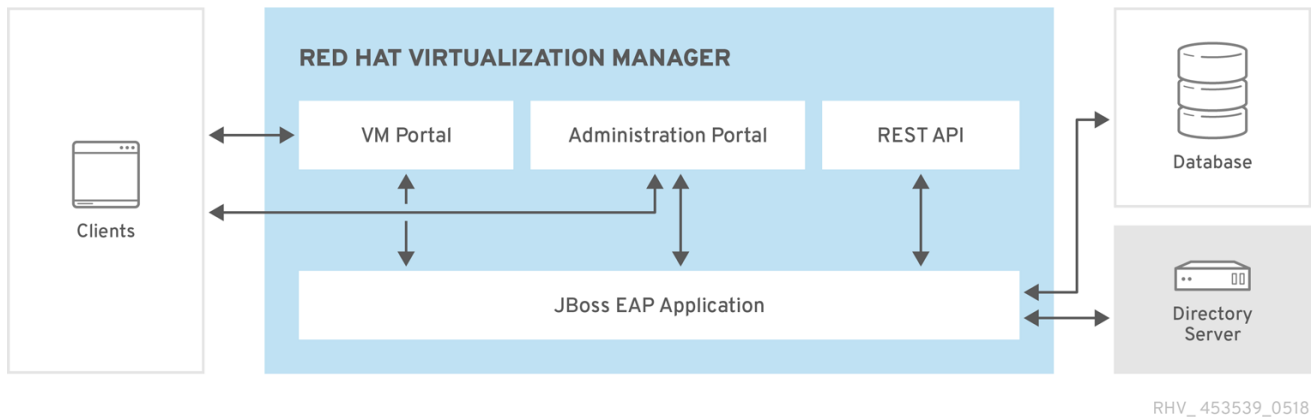 RED HAT VIRTUALIZATION MANAGER
VM Portal
Administration Portal
REST API
Clients
JBoss EAP Application
Database
Directory
Server
RHV_453539_0518